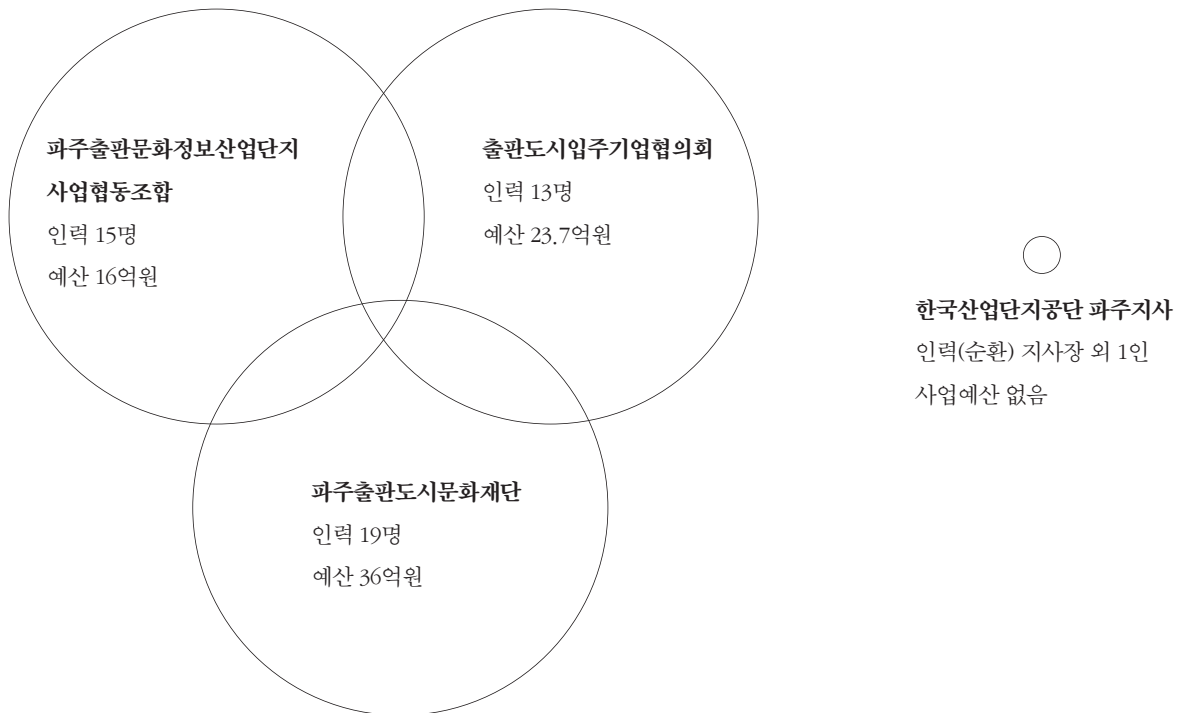 파주출판문화정보산업단지
사업협동조합
인력 15명
예산 16억원
출판도시입주기업협의회
인력 13명
예산 23.7억원
한국산업단지공단 파주지사
인력(순환) 지사장 외 1인
사업예산 없음
파주출판도시문화재단
인력 19명
예산 36억원